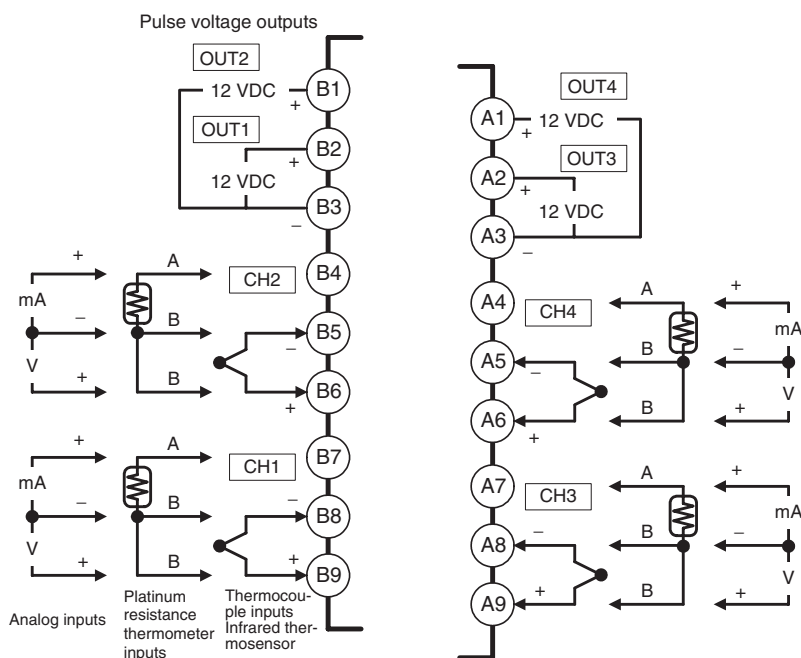 Pulse voltage outputs
OUT2
12 VDC
+
B1
OUT1
+
B2
12 VDC
−
B3
B4
B5
B6
CH2
+
mA
−
V
+
A
B
B
−
+
B7
B8
B9
CH1
+
mA
−
V
+
A
B
B
−
+
Analog inputs
Platinum
resistance
thermometer
inputs
Thermocou-
ple inputs
Infrared ther-
mosensor
A1
+
12 VDC
OUT4
A2
+
OUT3
12 VDC
A3
−
A4
A5
A6
CH4
−
+
A
B
B
+
mA
−
V
+
A7
A8
A9
CH3
−
+
A
B
B
+
mA
−
V
+